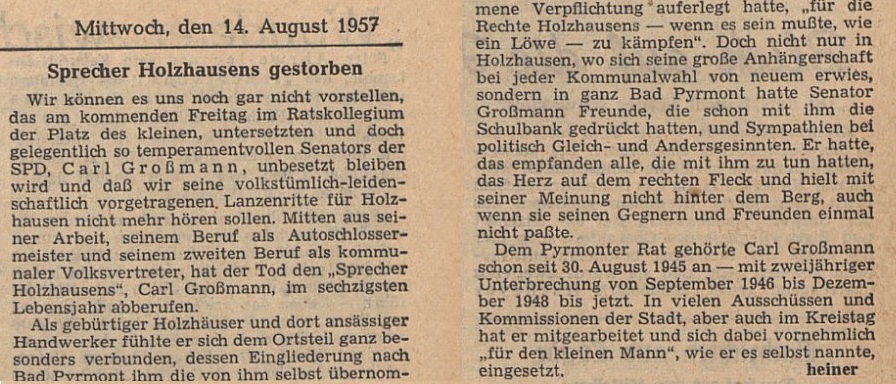 Mittwoch, den 14. August 1957
Sprecher Holzhausens gestorben
Wir können es uns noch gar nicht vorstellen,
das am kommenden Freitag im Ratskollegium
der Platz des kleinen, untersetzten und doch
gelegentlich so temperamentvollen Senators der
SPD, Carl Großmann, unbesetzt bleiben
wird und daß wir seine volkstümlich-leiden-
schaftlich vorgetragenen Lanzenritte für Holz-
hausen nicht mehr hören sollen. Mitten aus sei-
ner Arbeit, seinem Beruf als Autoschlosser-
meister und seinem zweiten Beruf als kommu-
naler Volksvertreter, hat der Tod den „Sprecher
Holzhausens“, Carl Großmann, im sechzigsten
Lebensjahr abberufen.
Als gebürtiger Holzhäuser und dort ansässiger
Handwerker fühlte er sich dem Ortsteil ganz be-
sonders verbunden, dessen Eingliederung nach
Bad Pyrmont ihm die von ihm selbst übernom-
mene Verpflichtung auferlegt hatte, „für die
Rechte Holzhausens — wenn es sein mußte, wie
ein Löwe — zu kämpfen“. Doch nicht nur in
Holzhausen, wo sich seine große Anhängerschaft
bei jeder Kommunalwahl von neuem erwies,
sondern in ganz Bad Pyrmont hatte Senator
Großmann Freunde, die schon mit ihm die
Schulbank gedrückt hatten, und Sympathien bei
politisch Gleich- und Andersgesinnten. Er hatte,
das empfanden alle, die mit ihm zu tun hatten,
das Herz auf dem rechten Fleck und hielt mit
seiner Meinung nicht hinter dem Berg, auch
wenn sie seinen Gegnern und Freunden einmal
nicht paßte.
Dem Pyrmonter Rat gehörte Carl Großmann
schon seit 30. August 1945 an — mit zweijähriger
Unterbrechung von September 1946 bis Dezem-
ber 1948 bis jetzt. In vielen Ausschüssen und
Kommissionen der Stadt, aber auch im Kreistag
hat er mitgearbeitet und sich dabei vornehmlich
„für den kleinen Mann“, wie er es selbst nannte,
eingesetzt. heiner